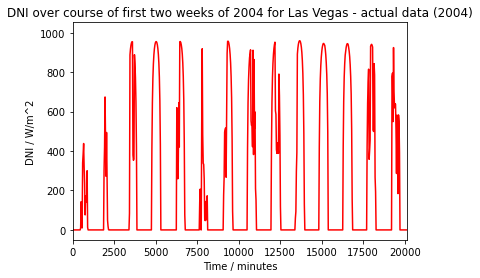 DNI over course of first two weeks of 2004 for Las Vegas - actual data (2004)
1000
800
600
400
200
0
DNI / W/m^2
0 2500 5000 7500 10000 12500 15000 17500 20000
Time / minutes